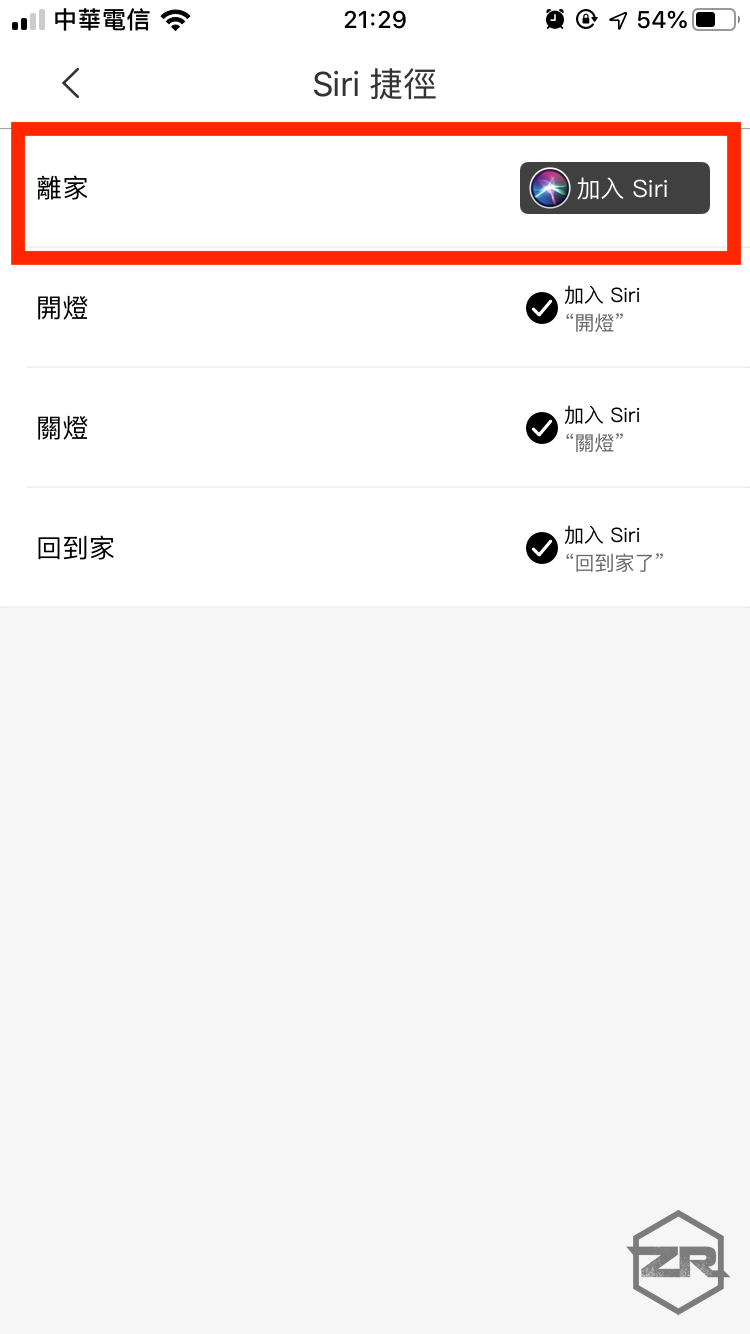 中華電信 21:29 54%
Siri 捷徑
離家 加入 Siri
開燈 加入 Siri
“開燈”
關燈 加入 Siri
“關燈”
回到家 加入 Siri
“回到家了”
ZR